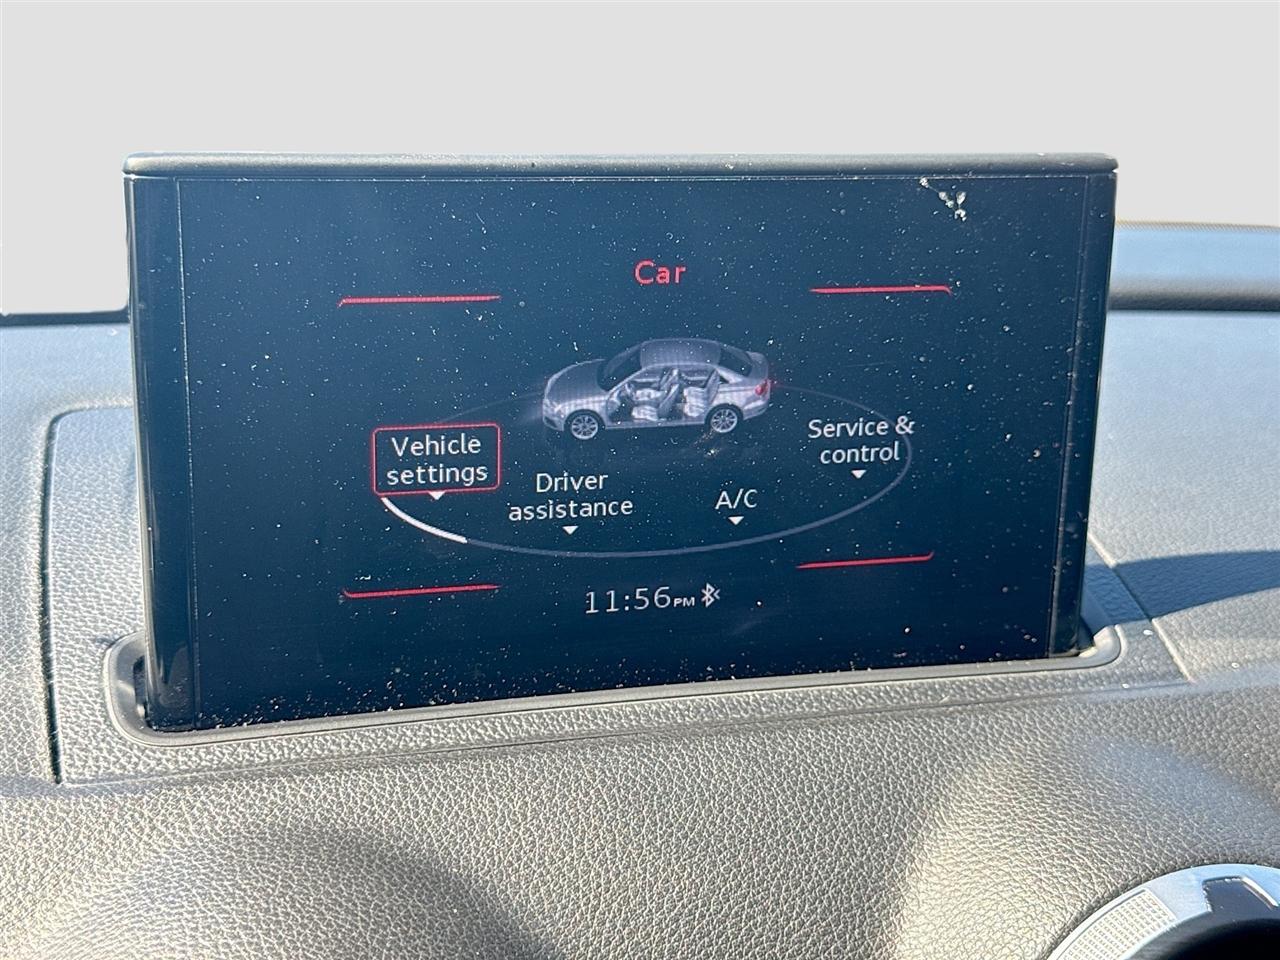 Car
Vehicle
settings
Driver
assistance
A/C
Service &
control
11:56PM